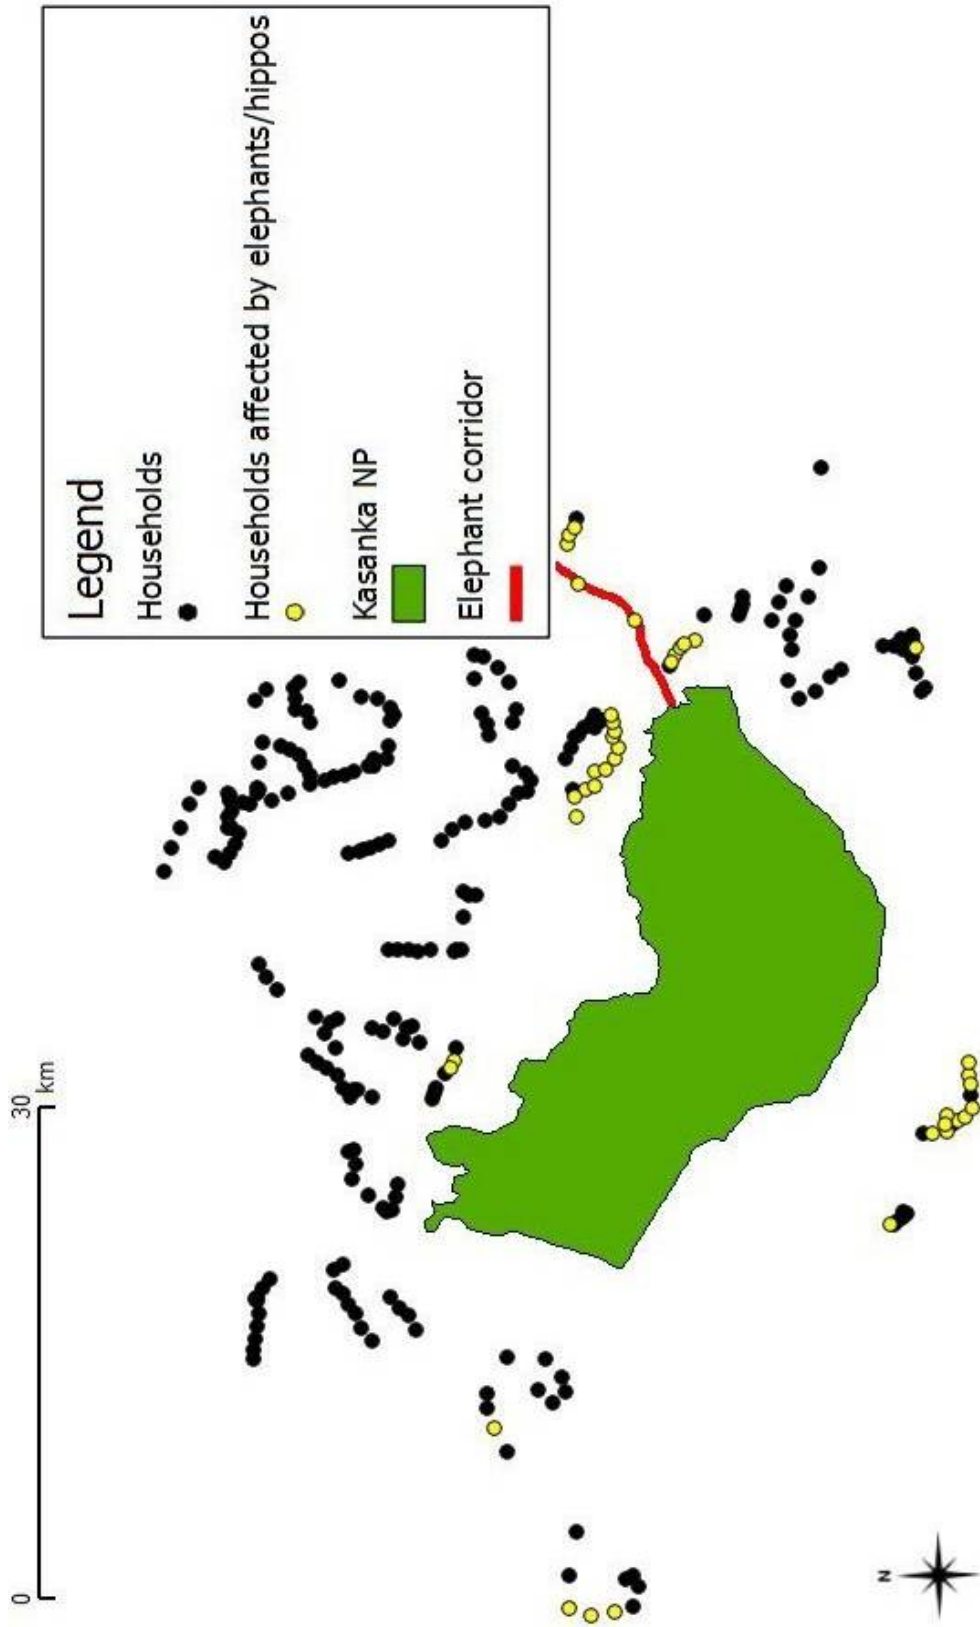 0
30
km
Legend
Households
Households affected by elephants/hippos
Kasanka NP
Elephant corridor
N